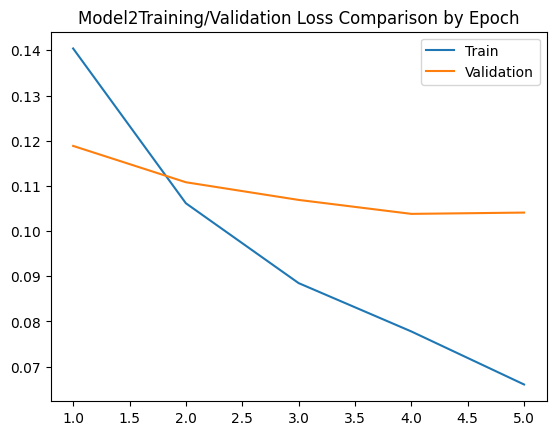 Model2Training/Validation Loss Comparison by Epoch
Train
Validation
0.14
0.13
0.12
0.11
0.10
0.09
0.08
0.07
1.0 1.5 2.0 2.5 3.0 3.5 4.0 4.5 5.0